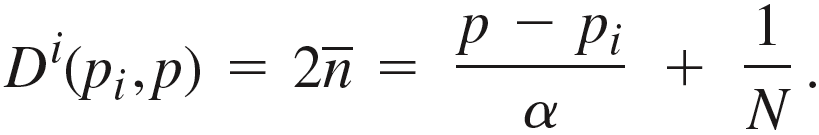 $D^i(p_i, p) = 2\overline{n} = \frac{p - p_i}{\alpha} + \frac{1}{N}.$